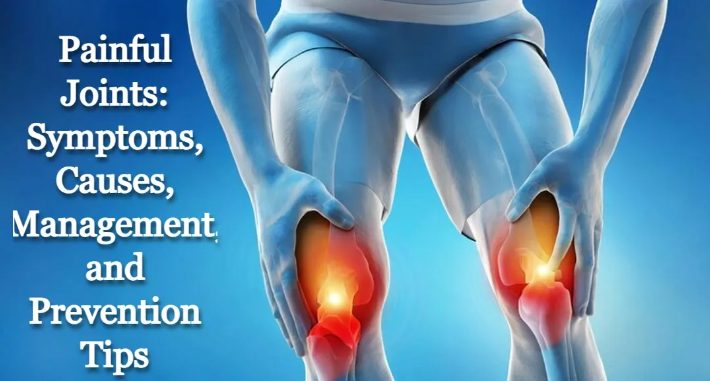 Painful
Joints:
Symptoms,
Causes,
Management,
and
Prevention
Tips